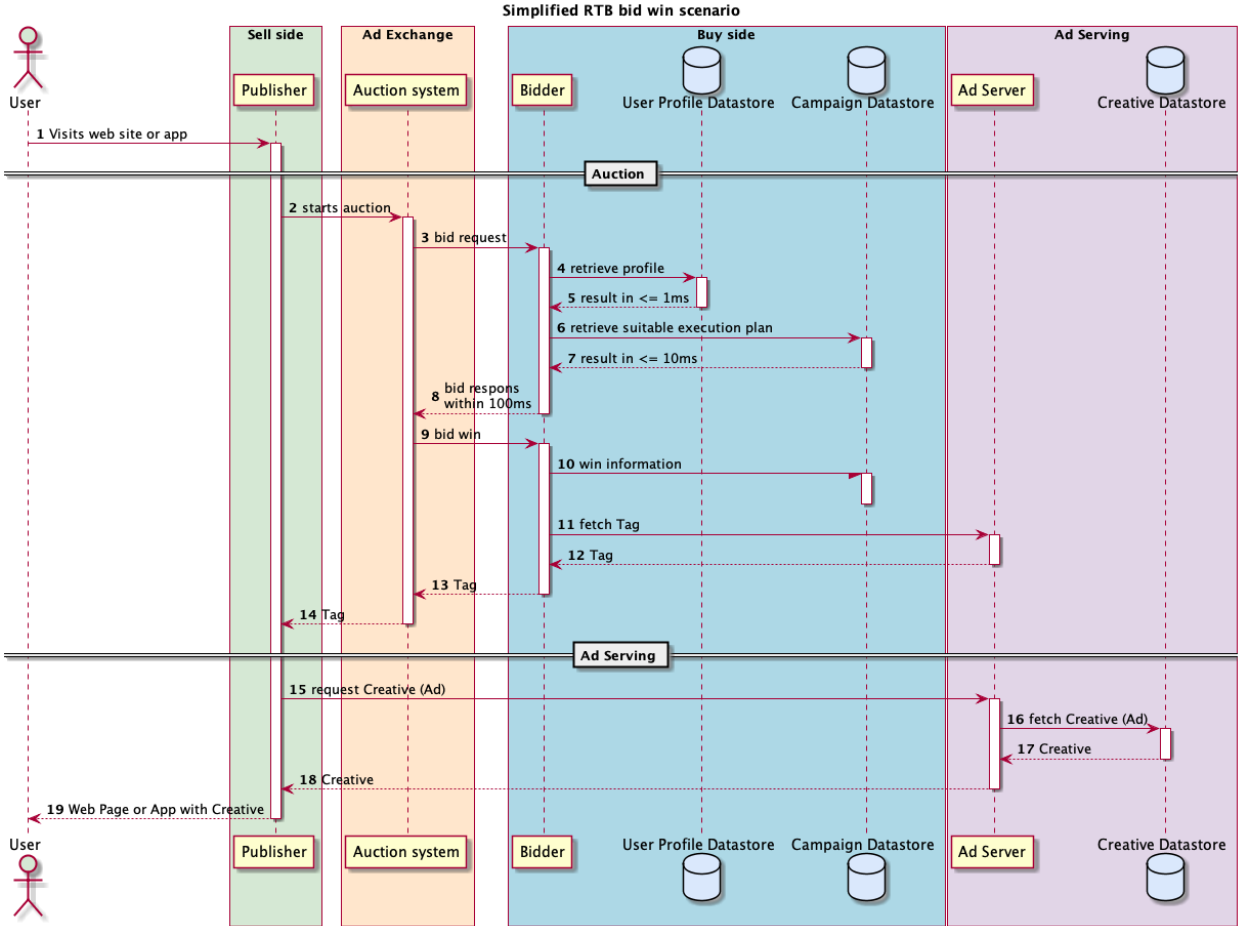 Simplified RTB bid win scenario
Sell side
Ad Exchange
Buy side
Ad Serving
User
Publisher
Auction system
Bidder
User Profile Datastore
Campaign Datastore
Ad Server
Creative Datastore
1 Visits web site or app
Auction
2 starts auction
3 bid request
4 retrieve profile
5 result in <= 1ms
6 retrieve suitable execution plan
7 result in <= 10ms
8 bid respons
within 100ms
9 bid win
10 win information
11 fetch Tag
12 Tag
13 Tag
14 Tag
Ad Serving
15 request Creative (Ad)
16 fetch Creative (Ad)
17 Creative
18 Creative
19 Web Page or App with Creative
User
Publisher
Auction system
Bidder
User Profile Datastore
Campaign Datastore
Ad Server
Creative Datastore